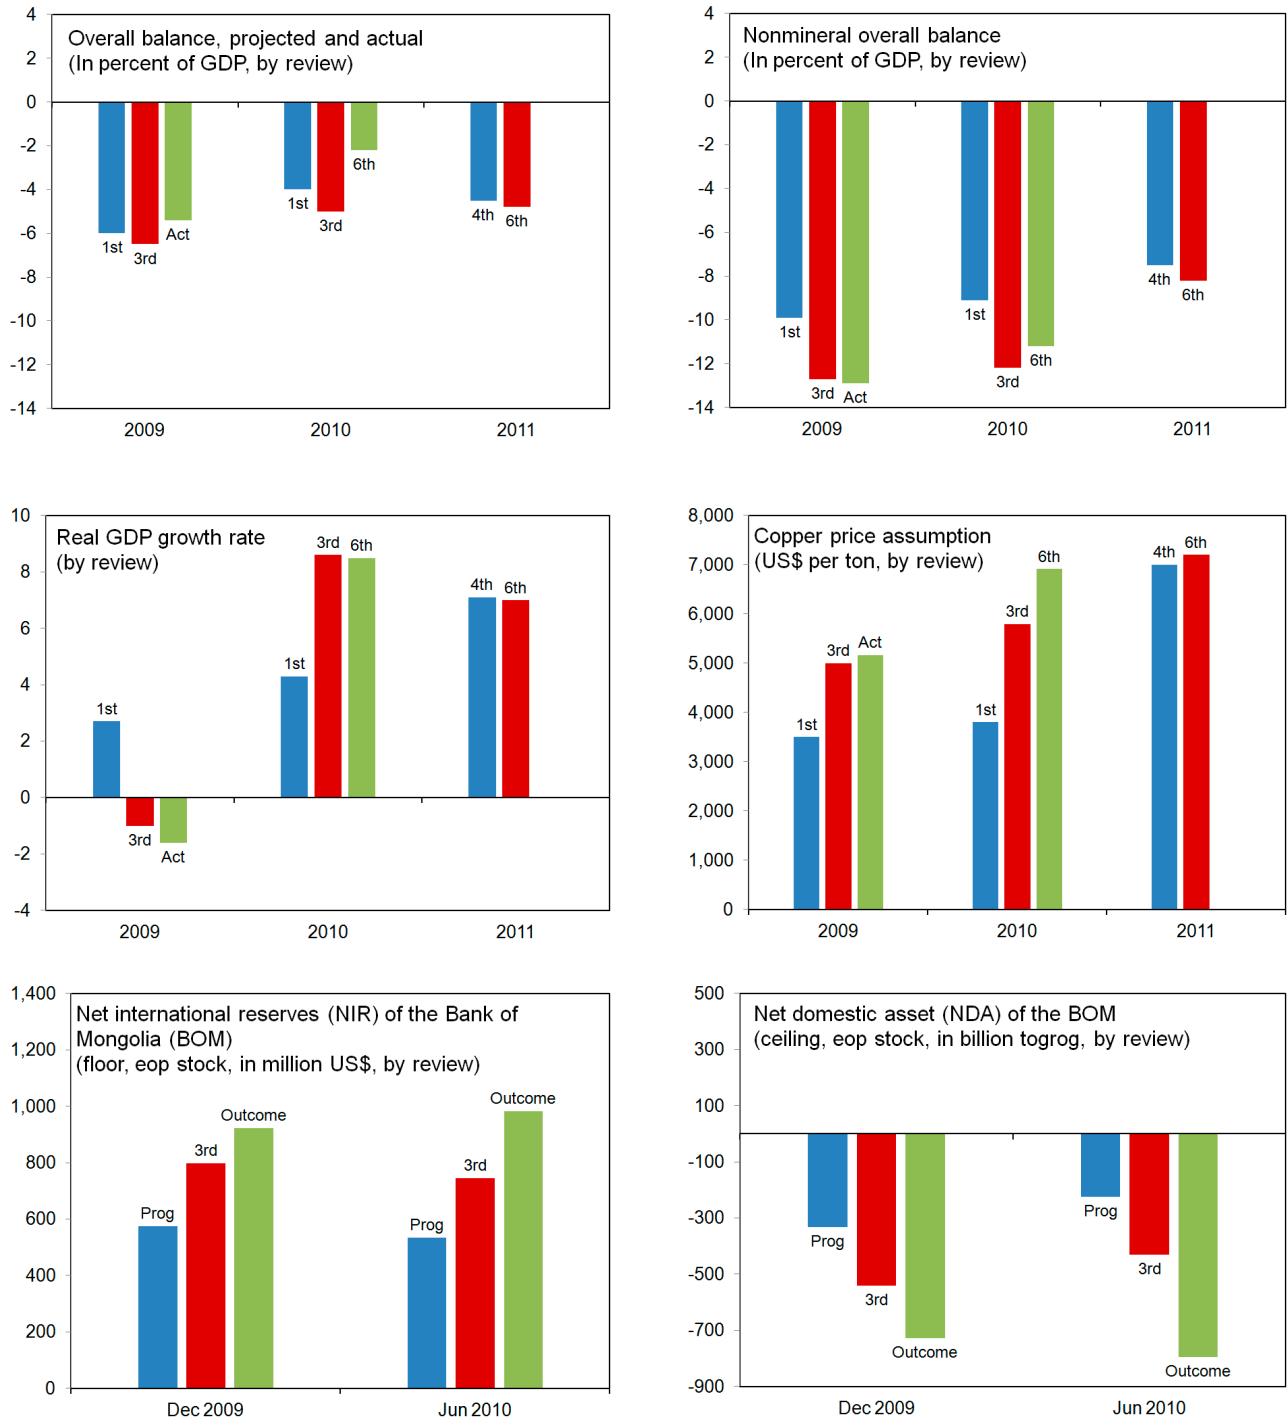 Overall balance, projected and actual
(In percent of GDP, by review)
4
2
0
-2
-4
-6
-8
-10
-12
-14
1st
3rd
Act
1st
3rd
6th
4th
6th
2009
2010
2011
Nonmineral overall balance
(In percent of GDP, by review)
4
2
0
-2
-4
-6
-8
-10
-12
-14
1st
3rd
Act
1st
3rd
6th
4th
6th
2009
2010
2011
Real GDP growth rate
(by review)
10
8
6
4
2
0
-2
-4
1st
3rd
Act
1st
3rd
6th
4th
6th
2009
2010
2011
Copper price assumption
(US$ per ton, by review)
8,000
7,000
6,000
5,000
4,000
3,000
2,000
1,000
0
1st
3rd
Act
1st
3rd
6th
4th
6th
2009
2010
2011
Net international reserves (NIR) of the Bank of
Mongolia (BOM)
(floor, eop stock, in million US$, by review)
1,400
1,200
1,000
800
600
400
200
0
Prog
3rd
Outcome
Prog
3rd
Outcome
Dec 2009
Jun 2010
Net domestic asset (NDA) of the BOM
(ceiling, eop stock, in billion togrog, by review)
500
300
100
-100
-300
-500
-700
-900
Prog
3rd
Outcome
Prog
3rd
Outcome
Dec 2009
Jun 2010